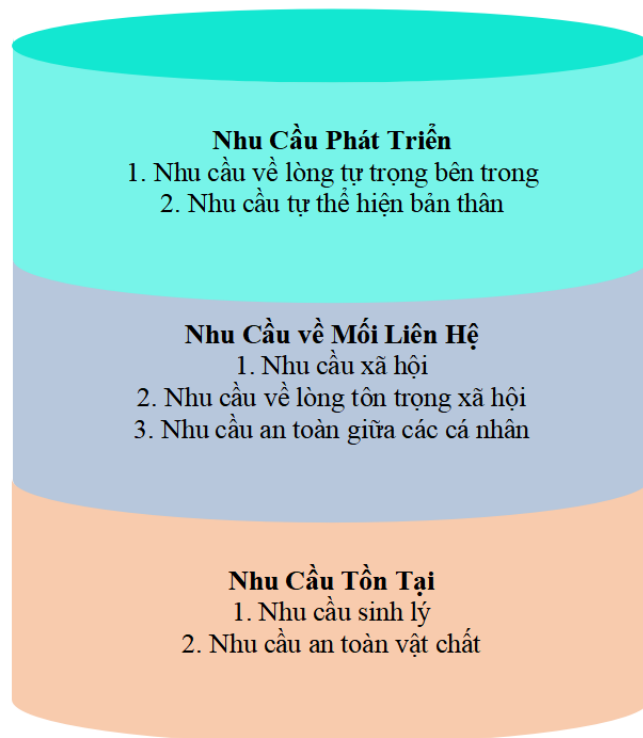 Nhu Cầu Phát Triển
1. Nhu cầu về lòng tự trọng bên trong
2. Nhu cầu tự thể hiện bản thân
Nhu Cầu về Mối Liên Hệ
1. Nhu cầu xã hội
2. Nhu cầu về lòng tôn trọng xã hội
3. Nhu cầu an toàn giữa các cá nhân
Nhu Cầu Tồn Tại
1. Nhu cầu sinh lý
2. Nhu cầu an toàn vật chất